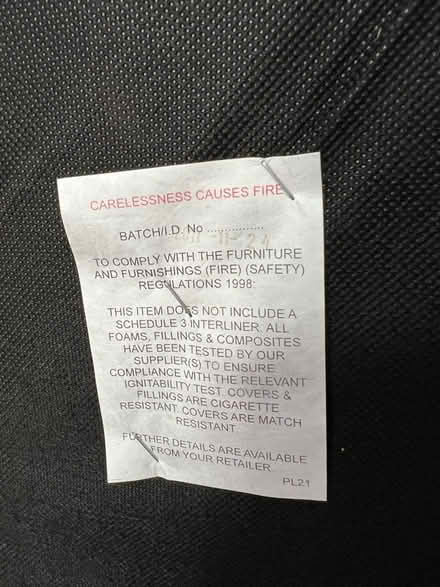 CARELESSNESS CAUSES FIRE
BATCH/I.D. No ................
TO COMPLY WITH THE FURNITURE
AND FURNISHINGS (FIRE) (SAFETY)
REGULATIONS 1998:
THIS ITEM DOES NOT INCLUDE A
SCHEDULE 3 INTERLINER. ALL
FOAMS, FILLINGS & COMPOSITES
HAVE BEEN TESTED BY OUR
SUPPLIER(S) TO ENSURE
COMPLIANCE WITH THE RELEVANT
IGNITABILITY TEST. COVERS &
FILLINGS ARE CIGARETTE
RESISTANT. COVERS ARE MATCH
RESISTANT
FURTHER DETAILS ARE AVAILABLE
FROM YOUR RETAILER
PL21